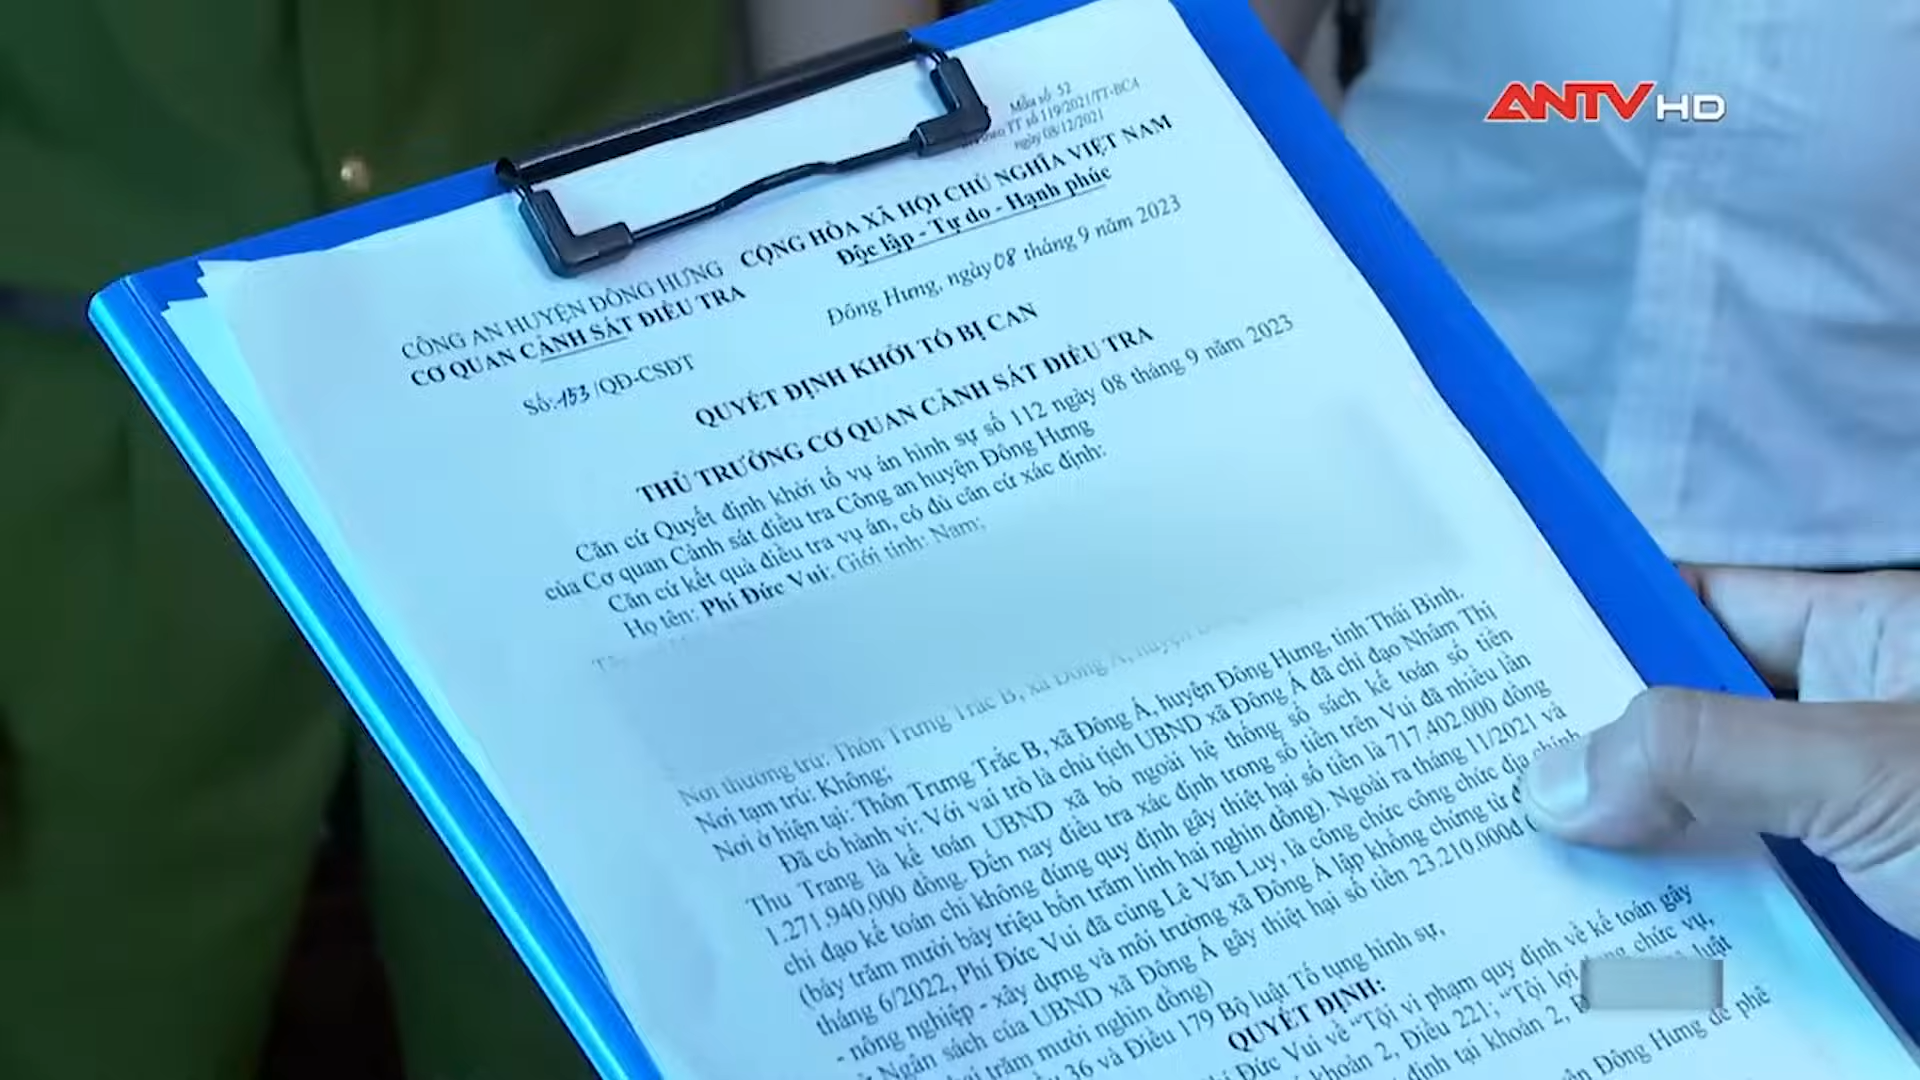 ANTV HD
Mẫu số: 52
TT số 119/2021/TT-BCA
ngày 08/12/2021
CÔNG AN HUYỆN ĐÔNG HƯNG
CƠ QUAN CẢNH SÁT ĐIỀU TRA
CỘNG HÒA XÃ HỘI CHỦ NGHĨA VIỆT NAM
Độc lập - Tự do - Hạnh phúc
Số: 153 /QĐ-CSĐT
Đông Hưng, ngày 08 tháng 9 năm 2023
QUYẾT ĐỊNH KHỞI TỐ BỊ CAN
THỦ TRƯỞNG CƠ QUAN CẢNH SÁT ĐIỀU TRA
Căn cứ Quyết định khởi tố vụ án hình sự số 112 ngày 08 tháng 9 năm 2023
của Cơ quan Cảnh sát điều tra Công an huyện Đông Hưng
Căn cứ kết quả điều tra vụ án, có đủ căn cứ xác định:
Họ tên: Phí Đức Vui; Giới tính: Nam;
Nơi thường trú: Thôn Trưng Trắc B, xã Đông Á, huyện
Nơi tạm trú: Không;
Nơi ở hiện tại: Thôn Trưng Trắc B, xã Đông Á, huyện Đông Hưng, tỉnh Thái Bình.
Đã có hành vi: Với vai trò là chủ tịch UBND xã Đông Á đã chỉ đạo Nhâm Thị
Thu Trang là kế toán UBND xã bỏ ngoài hệ thống sổ sách kế toán số tiền
1.271.940.000 đồng. Đến nay điều tra xác định trong số tiền trên Vui đã nhiều lần
chỉ đạo kế toán chi không đúng quy định gây thiệt hại số tiền là 717.402.000 đồng
(bảy trăm mười bảy triệu bốn trăm linh hai nghìn đồng). Ngoài ra tháng 11/2021 và
tháng 6/2022, Phí Đức Vui đã cùng Lê Văn Luy, là công chức địa chính
- nông nghiệp - xây dựng và môi trường xã Đông Á lập khống chứng từ
Ngân sách của UBND xã Đông Á gây thiệt hại số tiền 23.210.000đ
hai trăm mười nghìn đồng)
36 và Điều 179 Bộ luật Tố tụng hình sự,
QUYẾT ĐỊNH:
Phí Đức Vui về "Tội vi phạm quy định về kế toán gây
khoản 2, Điều 221; "Tội lợi chức vụ,
định tại khoản 2, luật
Đông Hưng đề phê